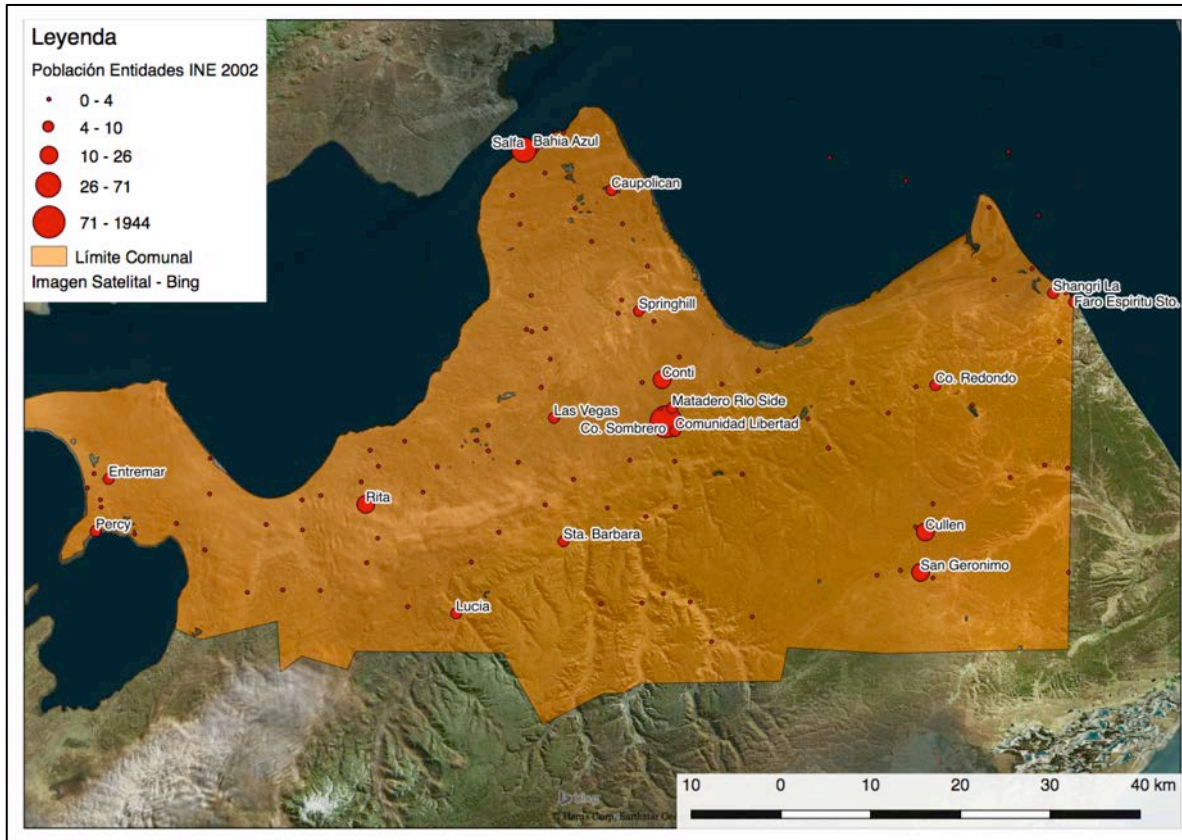 Leyenda
Población Entidades INE 2002
0 - 4
4 - 10
10 - 26
26 - 71
71 - 1944
Límite Comunal
Imagen Satelital - Bing
Salfa
Bahia Azul
Caupolican
Shangri La
Faro Espiritu Sto.
Springhill
Conti
Co. Redondo
Matadero Rio Side
Las Vegas
Co. Sombrero
Comunidad Libertad
Entremar
Rita
Percy
Cullen
Sta. Barbara
San Geronimo
Lucia
bing
10 0 10 20 30 40 km